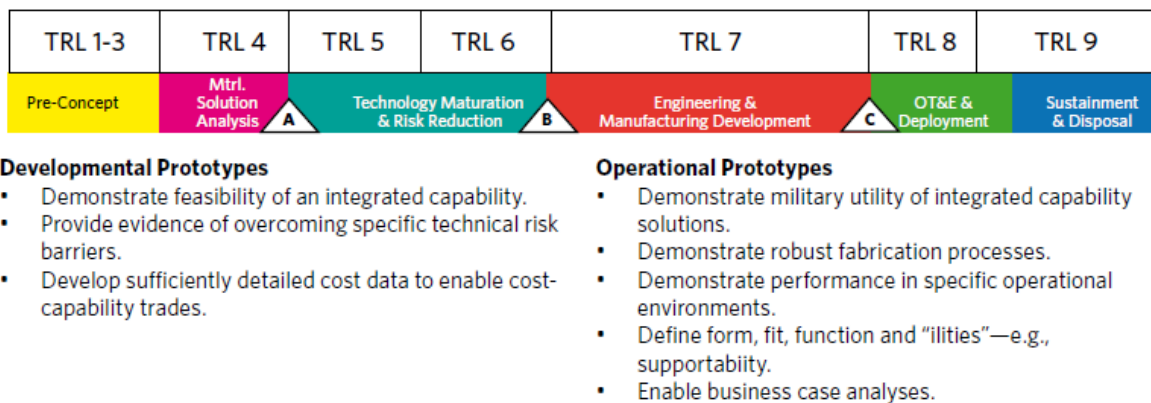 TRL 1-3 TRL 4 TRL 5 TRL 6 TRL 7 TRL 8 TRL 9
Pre-Concept
Mtrl.
Solution
Analysis
A
Technology Maturation
& Risk Reduction
B
Engineering &
Manufacturing Development
C
OT&E &
Deployment
Sustainment
& Disposal
Developmental Prototypes
• Demonstrate feasibility of an integrated capability.
• Provide evidence of overcoming specific technical risk
barriers.
• Develop sufficiently detailed cost data to enable cost-
capability trades.
Operational Prototypes
• Demonstrate military utility of integrated capability
solutions.
• Demonstrate robust fabrication processes.
• Demonstrate performance in specific operational
environments.
• Define form, fit, function and “ilities”—e.g.,
supportabiity.
• Enable business case analyses.